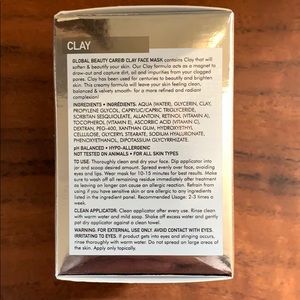 CLAY
GLOBAL BEAUTY CARE® CLAY FACE MASK contains Clay that will
soften & beautify your skin. Our Clay formula acts as a magnet to
draw-out and capture dirt, oil and impurities from your clogged
pores. Clay has been an essential in skin care and beauty regimen.
This creamy formula will leave your skin feeling clean,
balanced & velvety smooth- for a more refined and radiant
complexion!
INGREDIENTS • INGRÉDIENTS: AQUA (WATER), GLYCERIN, CLAY,
PROPYLENE GLYCOL, CAPRYLIC/CAPRIC TRIGLYCERIDE,
SORBITAN SESQUIOLEATE, ALLANTOIN, RETINOL (VITAMIN A),
TOCOPHEROL (VITAMIN E), ASCORBIC ACID (VITAMIN C),
DEXTRAN, PEG-400, XANTHAN GUM, HYDROXYETHYL
CELLULOSE, GLYCERYL STEARATE, SODIUM HYALURONATE,
PHENOXYETHANOL, DIPOTASSIUM GLYCYRRHIZATE.
pH BALANCED • HYPO-ALLERGENIC
NOT TESTED ON ANIMALS • FOR ALL SKIN TYPES
TO USE: Thoroughly clean and dry your face. Dip applicator into
jar and scoop desired amount. Spread evenly over face, avoiding
eyes and lips. Wear mask for 10-15 minutes for best results. Make
sure to wash off all remaining residue immediately after treatment
as leaving on longer can cause an allergic reaction. Refrain from
using if you have sensitive skin or are allergic to any ingredients
listed in the ingredient panel. Recommended Usage: 2-3 times a
week.
CLEAN APPLICATOR: Clean applicator after every use. Rinse clean
with warm water and mild soap. Shake off excess water and gently
pat dry applicator against a clean towel.
WARNING: FOR EXTERNAL USE ONLY. AVOID CONTACT WITH EYES.
IRRITATING TO EYES. If product gets into eyes and stinging occurs,
rinse thoroughly with warm water. Do not spread on large areas of
the skin. Apply only topically.